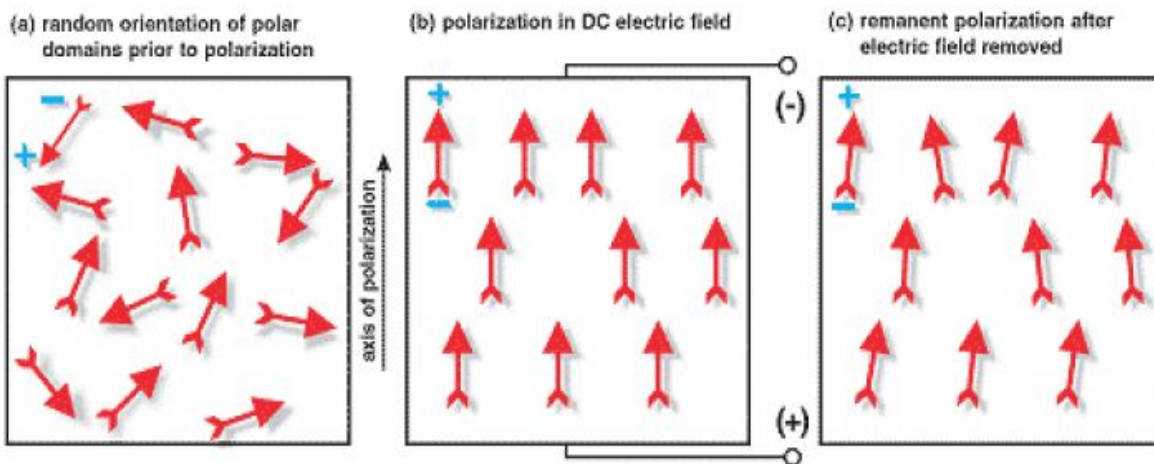 (a) random orientation of polar
domains prior to polarization
(b) polarization in DC electric field
(c) remanent polarization after
electric field removed
−
+
axis of polarization
+
−
(-)
(+)
+
−